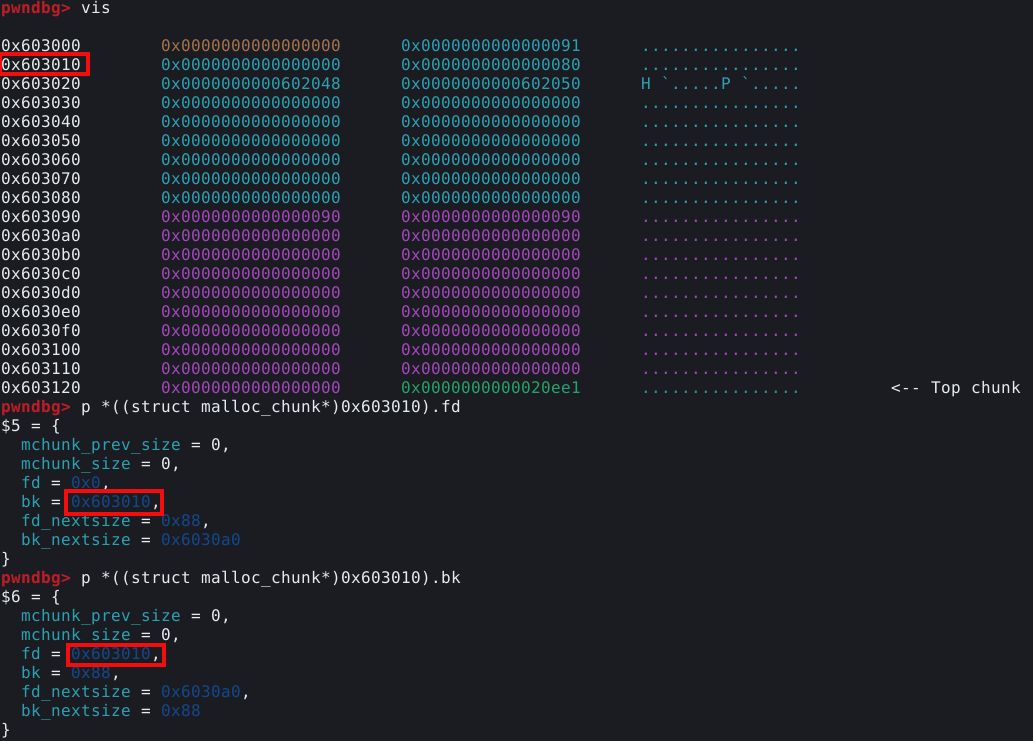 pwndbg> vis
0x603000 0x0000000000000000 0x0000000000000091 ................
0x603010 0x0000000000000000 0x0000000000000080 ................
0x603020 0x0000000000602048 0x0000000000602050 H `.....P `.....
0x603030 0x0000000000000000 0x0000000000000000 ................
0x603040 0x0000000000000000 0x0000000000000000 ................
0x603050 0x0000000000000000 0x0000000000000000 ................
0x603060 0x0000000000000000 0x0000000000000000 ................
0x603070 0x0000000000000000 0x0000000000000000 ................
0x603080 0x0000000000000000 0x0000000000000000 ................
0x603090 0x0000000000000090 0x0000000000000090 ................
0x6030a0 0x0000000000000000 0x0000000000000000 ................
0x6030b0 0x0000000000000000 0x0000000000000000 ................
0x6030c0 0x0000000000000000 0x0000000000000000 ................
0x6030d0 0x0000000000000000 0x0000000000000000 ................
0x6030e0 0x0000000000000000 0x0000000000000000 ................
0x6030f0 0x0000000000000000 0x0000000000000000 ................
0x603100 0x0000000000000000 0x0000000000000000 ................
0x603110 0x0000000000000000 0x0000000000000000 ................
0x603120 0x0000000000000000 0x0000000000020ee1 ................ <-- Top chunk
pwndbg> p *((struct malloc_chunk*)0x603010).fd
$5 = {
mchunk_prev_size = 0,
mchunk_size = 0,
fd = 0x0,
bk = 0x603010,
fd_nextsize = 0x88,
bk_nextsize = 0x6030a0
}
pwndbg> p *((struct malloc_chunk*)0x603010).bk
$6 = {
mchunk_prev_size = 0,
mchunk_size = 0,
fd = 0x603010,
bk = 0x88,
fd_nextsize = 0x6030a0,
bk_nextsize = 0x88
}